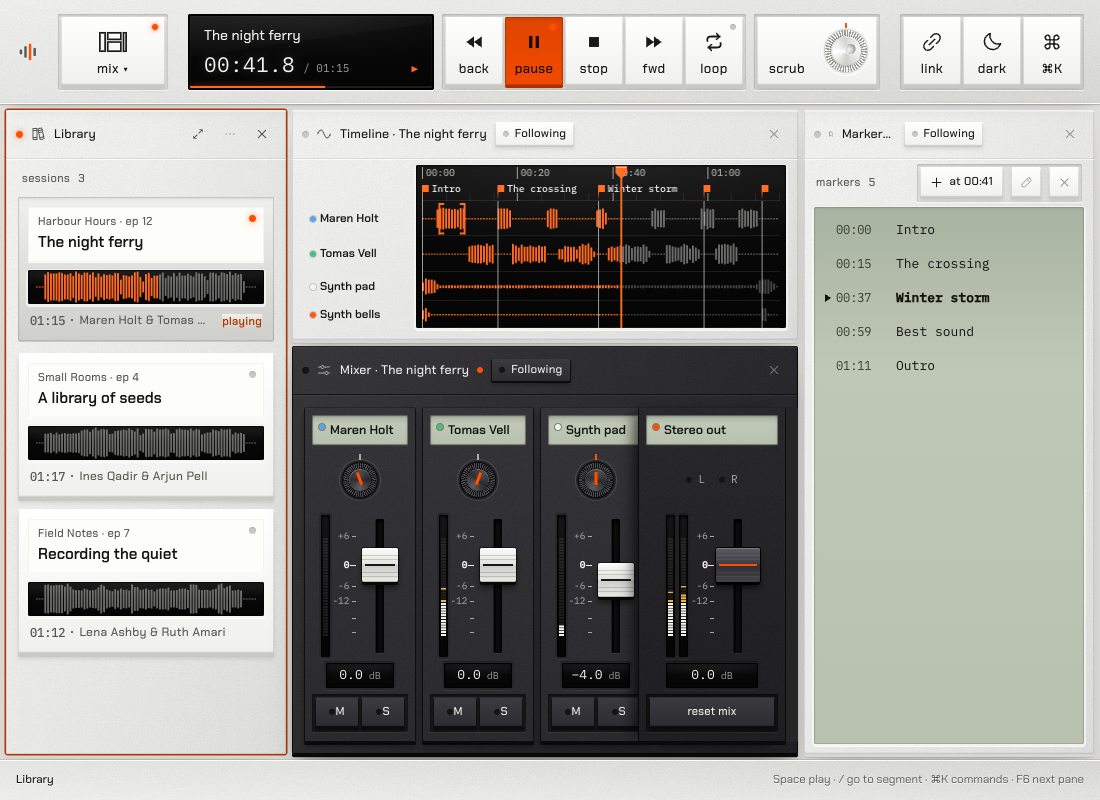 mix ▾
The night ferry
00:41.8 / 01:15
back
pause
stop
fwd
loop
scrub
link
dark
⌘K
Library
sessions 3
Harbour Hours · ep 12
The night ferry
01:15 · Maren Holt & Tomas ... playing
Small Rooms · ep 4
A library of seeds
01:17 · Ines Qadir & Arjun Pell
Field Notes · ep 7
Recording the quiet
01:12 · Lena Ashby & Ruth Amari
Timeline · The night ferry Following
00:00 00:20 :40 01:00
Intro The crossing Winter storm
Maren Holt
Tomas Vell
Synth pad
Synth bells
Mixer · The night ferry Following
Maren Holt Tomas Vell Synth pad Stereo out
L R
+6 +6 +6 +6
0 0 0 0
-6 -6 -6 -6
-12 -12 -12 -12
0.0 dB 0.0 dB −4.0 dB 0.0 dB
M S M S M S reset mix
Marker... Following
markers 5 + at 00:41
00:00 Intro
00:15 The crossing
00:37 Winter storm
00:59 Best sound
01:11 Outro
Library
Space play · / go to segment · ⌘K commands · F6 next pane